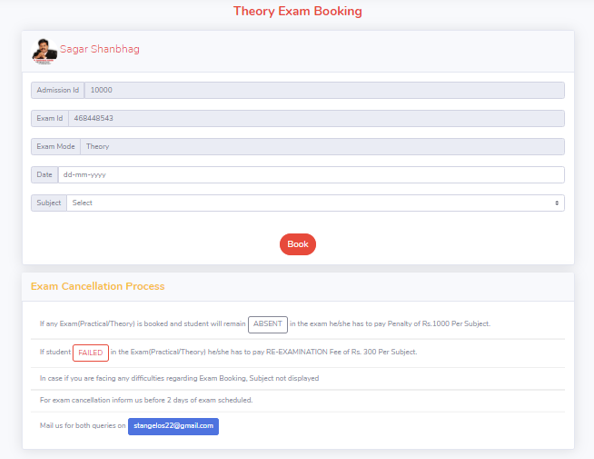 Theory Exam Booking
Sagar Shanbhag
Admission Id 10000
Exam Id 468448543
Exam Mode Theory
Date dd-mm-yyyy
Subject Select
Book
Exam Cancellation Process
If any Exam(Practical/Theory) is booked and student will remain ABSENT in the exam he/she has to pay Penalty of Rs.1000 Per Subject.
If student FAILED in the Exam(Practical/Theory) he/she has to pay RE-EXAMINATION Fee of Rs. 300 Per Subject.
In case if you are facing any difficulties regarding Exam Booking, Subject not displayed
For exam cancellation inform us before 2 days of exam scheduled.
Mail us for both queries on stangelos22@gmail.com